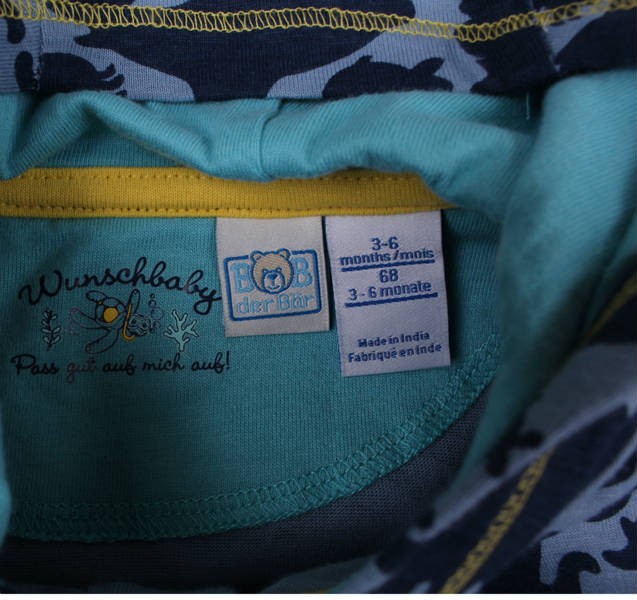 Wunschbaby
Pass gut auf mich auf!
BOB
der Bär
3-6
months/mois
68
3-6 monate
Made in India
Fabriqué en Inde